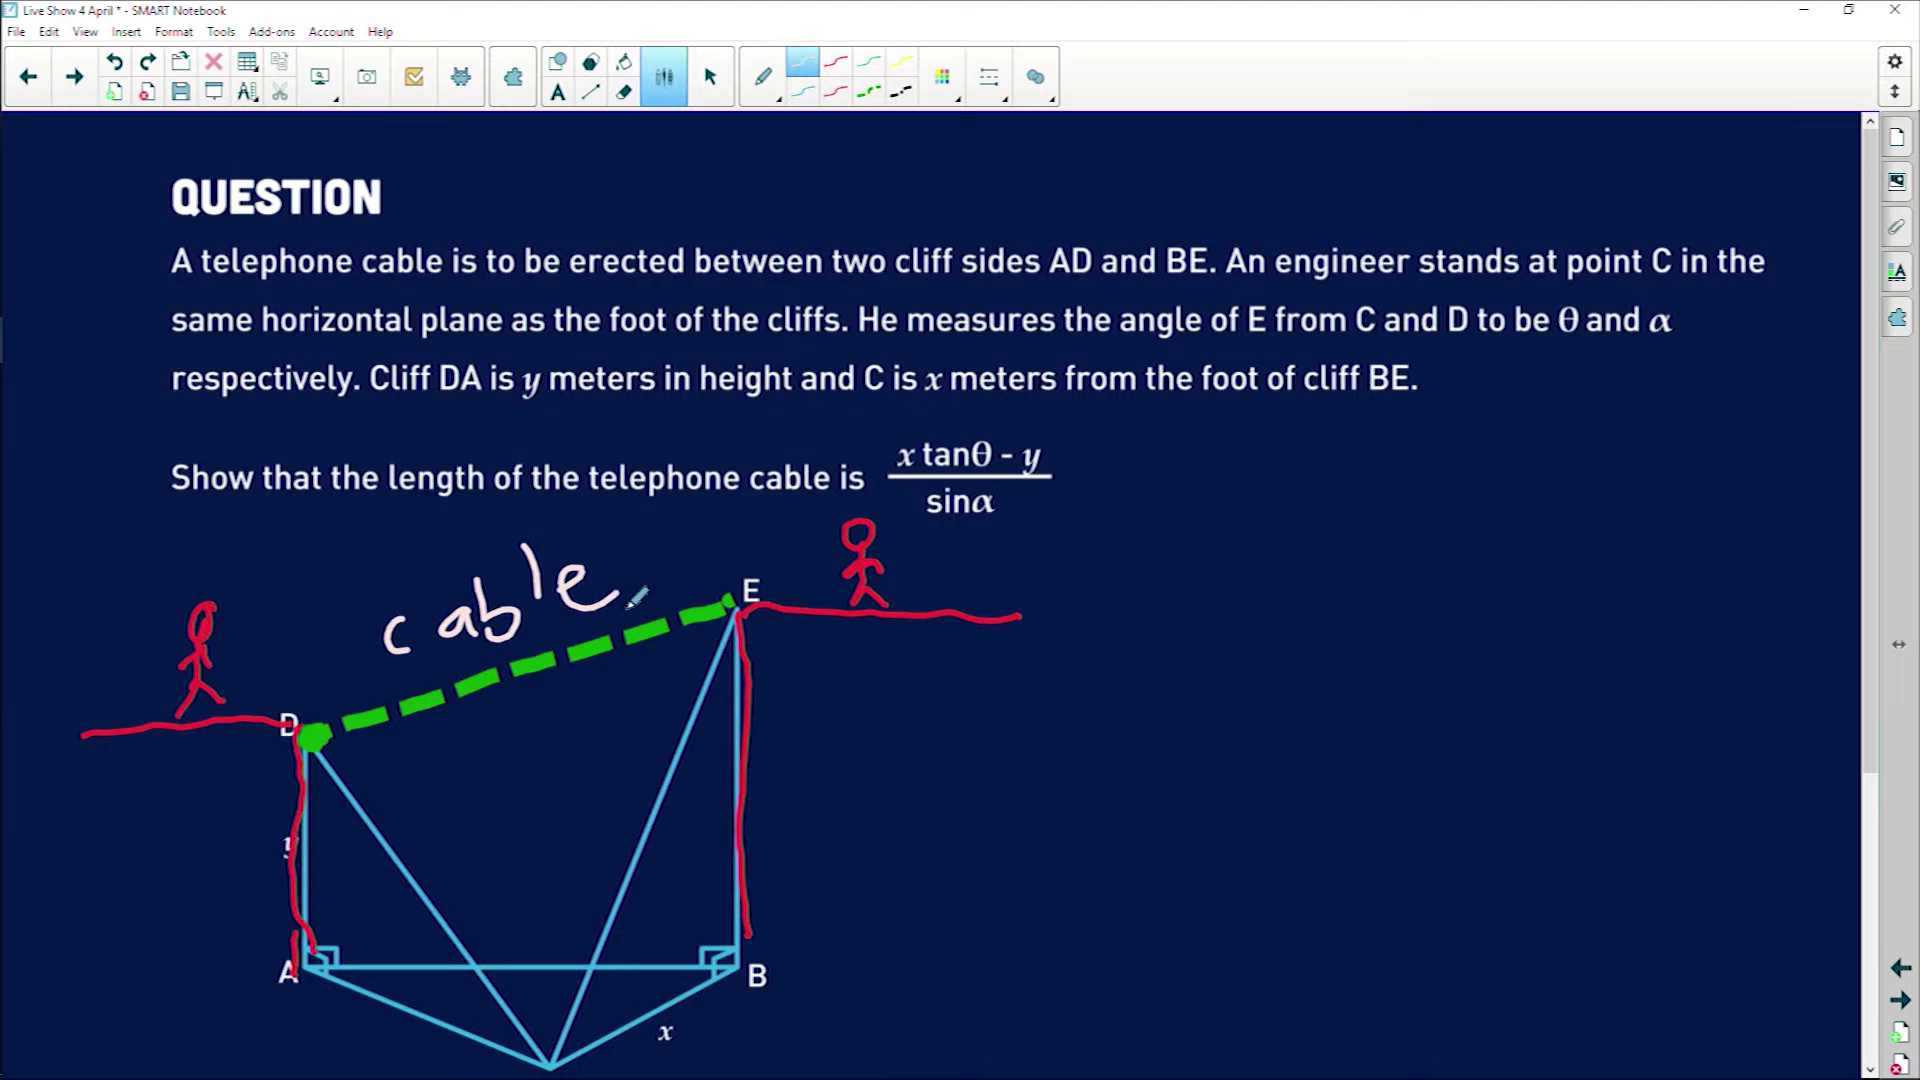 Live Show 4 April * - SMART Notebook
File Edit View Insert Format Tools Add-ons Account Help
QUESTION
A telephone cable is to be erected between two cliff sides AD and BE. An engineer stands at point C in the
same horizontal plane as the foot of the cliffs. He measures the angle of E from C and D to be θ and α
respectively. Cliff DA is y meters in height and C is x meters from the foot of cliff BE.
Show that the length of the telephone cable is
x tanθ - y
sinα
cable
E
D
y
A
B
x